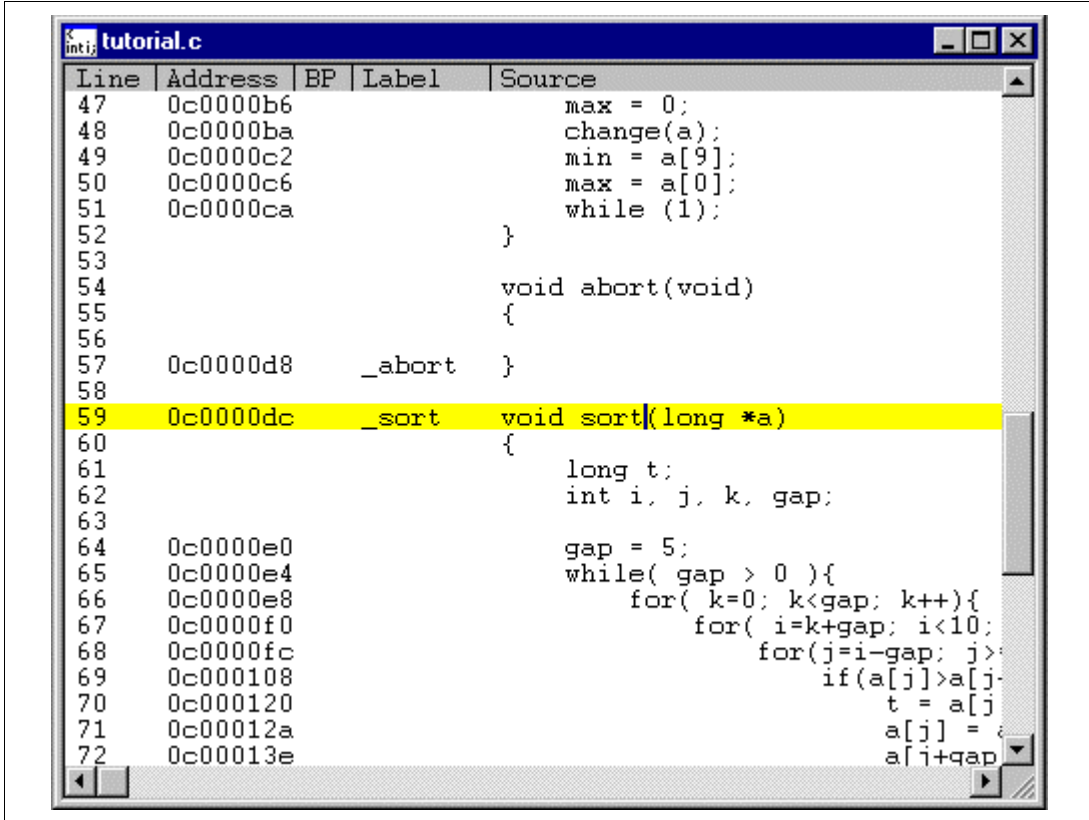 inti; tutorial.c
Line Address BP Label Source
47 0c0000b6 max = 0;
48 0c0000ba change(a);
49 0c0000c2 min = a[9];
50 0c0000c6 max = a[0];
51 0c0000ca while (1);
52 }
53
54 void abort(void)
55 {
56
57 0c0000d8 _abort }
58
59 0c0000dc _sort void sort(long *a)
60 {
61 long t;
62 int i, j, k, gap;
63
64 0c0000e0 gap = 5;
65 0c0000e4 while( gap > 0 ){
66 0c0000e8 for( k=0; k<gap; k++){
67 0c0000f0 for( i=k+gap; i<10;
68 0c0000fc for(j=i-gap; j>
69 0c000108 if(a[j]>a[j
70 0c000120 t = a[j
71 0c00012a a[j] =
72 0c00013e a[j+gap